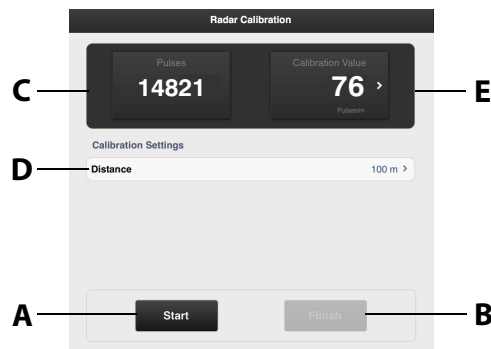 Radar Calibration
Pulses
Calibration Value
C
14821
76 >
E
Pulses/m
Calibration Settings
D
Distance
100 m >
A
Start
Finish
B